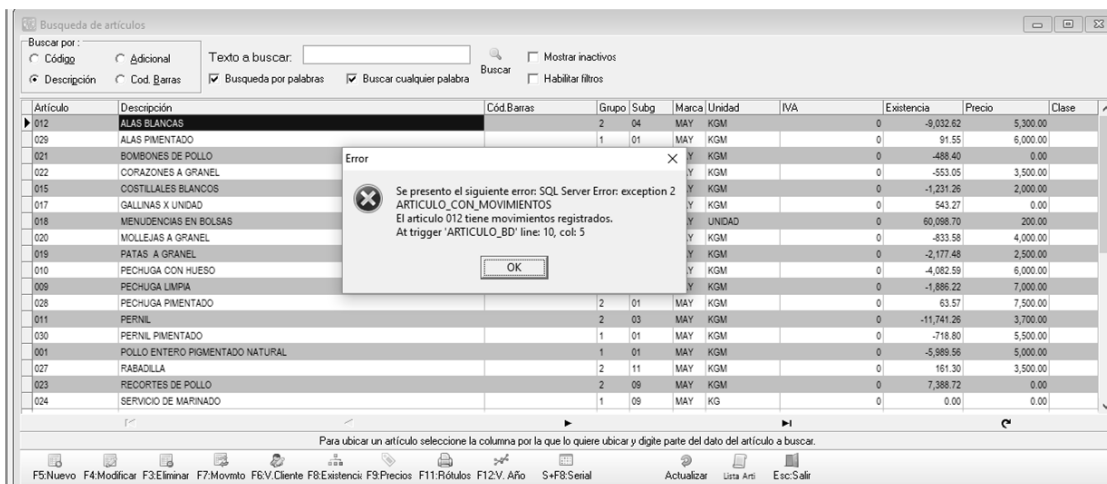 Busqueda de artículos
Buscar por :
Código Adicional
Descripción Cod. Barras
Texto a buscar:
Busqueda por palabras Buscar cualquier palabra
Buscar
Mostrar inactivos
Habilitar filtros
Artículo Descripción Cód.Barras Grupo Subg Marca Unidad IVA Existencia Precio Clase
012 ALAS BLANCAS 2 04 MAY KGM 0 -9,032.62 5,300.00
029 ALAS PIMENTADO 1 01 MAY KGM 0 91.55 6,000.00
021 BOMBONES DE POLLO Y KGM 0 -488.40 0.00
022 CORAZONES A GRANEL Y KGM 0 -553.05 3,500.00
015 COSTILLALES BLANCOS Y KGM 0 -1,231.26 2,000.00
017 GALLINAS X UNIDAD Y KGM 0 543.27 0.00
018 MENUDENCIAS EN BOLSAS Y UNIDAD 0 60,098.70 200.00
020 MOLLEJAS A GRANEL Y KGM 0 -833.58 4,000.00
019 PATAS A GRANEL Y KGM 0 -2,177.48 2,500.00
010 PECHUGA CON HUESO Y KGM 0 -4,082.59 6,000.00
009 PECHUGA LIMPIA Y KGM 0 -1,886.22 7,000.00
028 PECHUGA PIMENTADO 2 01 MAY KGM 0 63.57 7,500.00
011 PERNIL 2 03 MAY KGM 0 -11,741.26 3,700.00
030 PERNIL PIMENTADO 1 01 MAY KGM 0 -718.80 5,500.00
001 POLLO ENTERO PIGMENTADO NATURAL 1 01 MAY KGM 0 -5,989.56 5,000.00
027 RABADILLA 2 11 MAY KGM 0 161.30 3,500.00
023 RECORTES DE POLLO 2 09 MAY KGM 0 7,388.72 0.00
024 SERVICIO DE MARINADO 1 09 MAY KG 0 0.00 0.00
Error
Se presento el siguiente error: SQL Server Error: exception 2
ARTICULO_CON_MOVIMIENTOS
El articulo 012 tiene movimientos registrados.
At trigger 'ARTICULO_BD' line: 10, col: 5
OK
Para ubicar un artículo seleccione la columna por la que lo quiere ubicar y digite parte del dato del artículo a buscar.
F5:Nuevo F4:Modificar F3:Eliminar F7:Movmto F6:V.Cliente F8:Existencia F9:Precios F11:Rótulos F12:V. Año S+F8:Serial Actualizar Lista Arti Esc:Salir